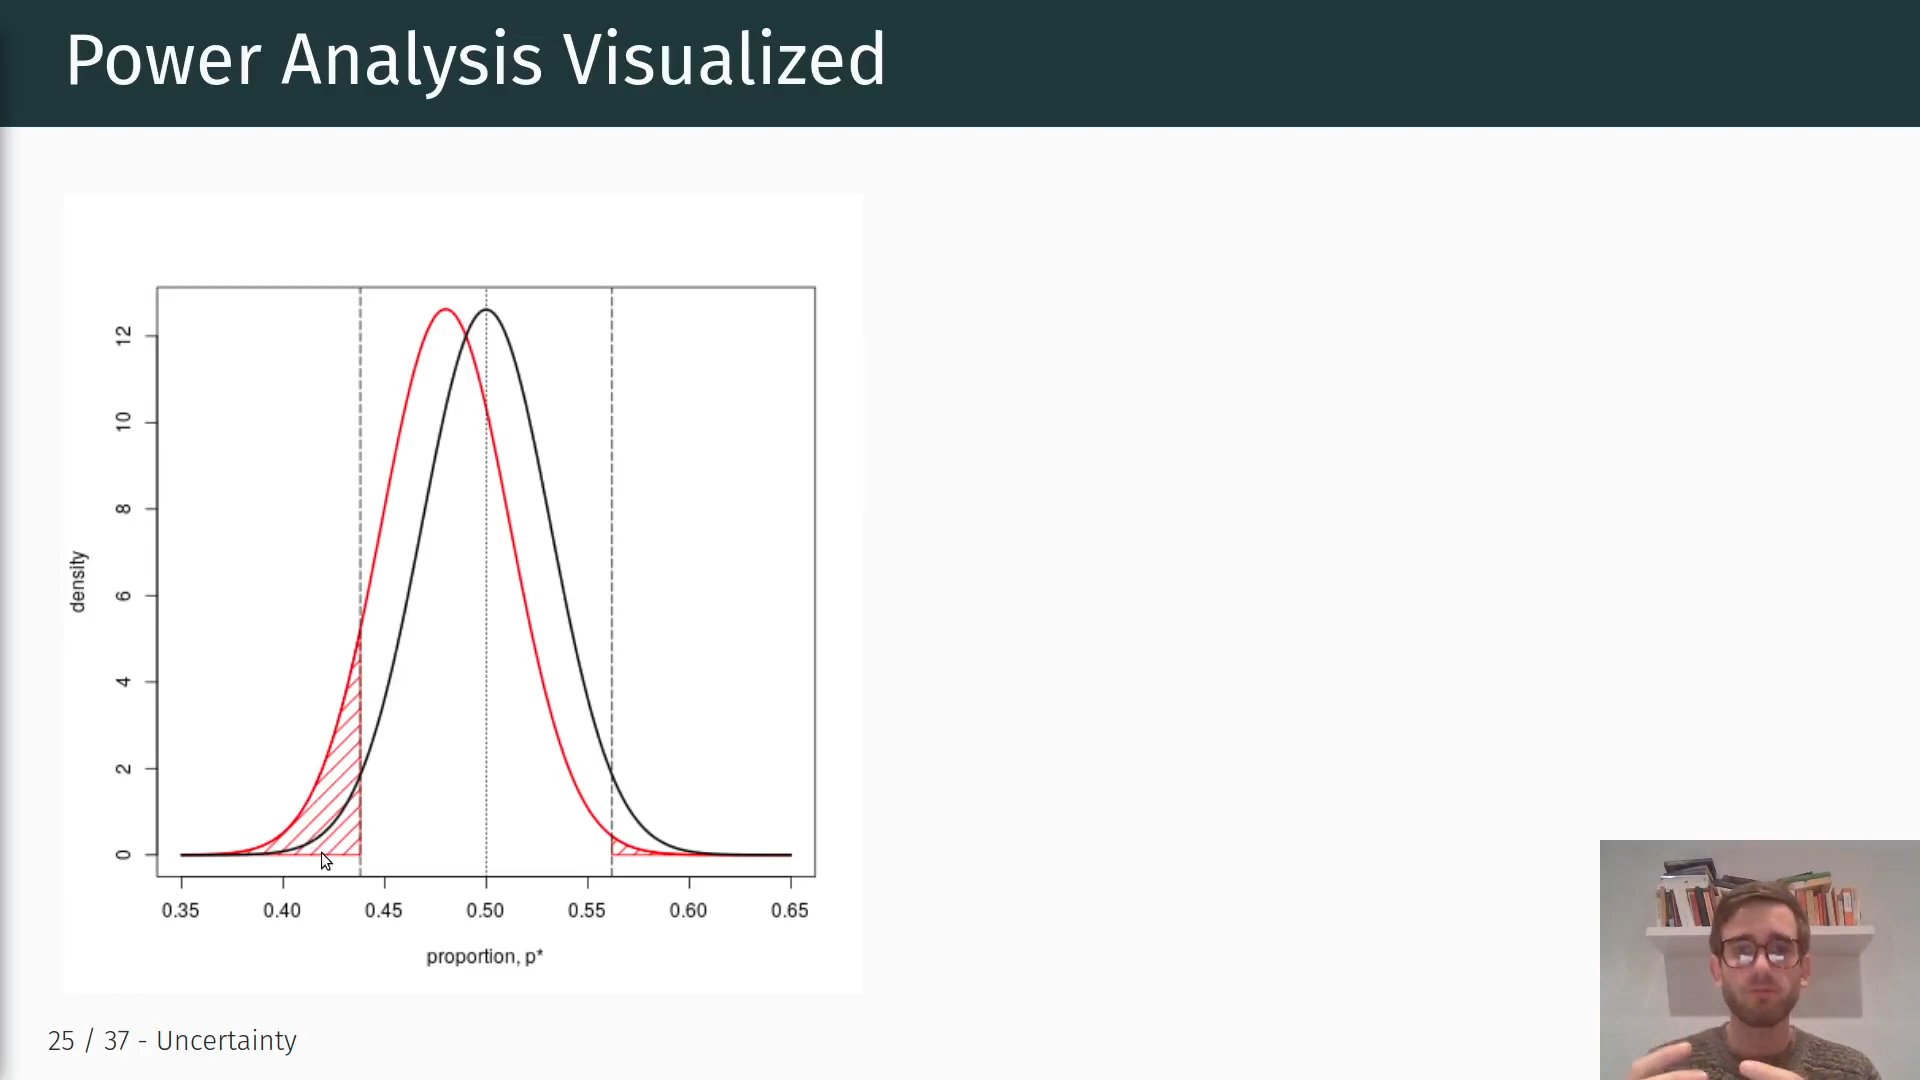 Power Analysis Visualized
density
12
10
8
6
4
2
0
0.35 0.40 0.45 0.50 0.55 0.60 0.65
proportion, p*
25 / 37 - Uncertainty